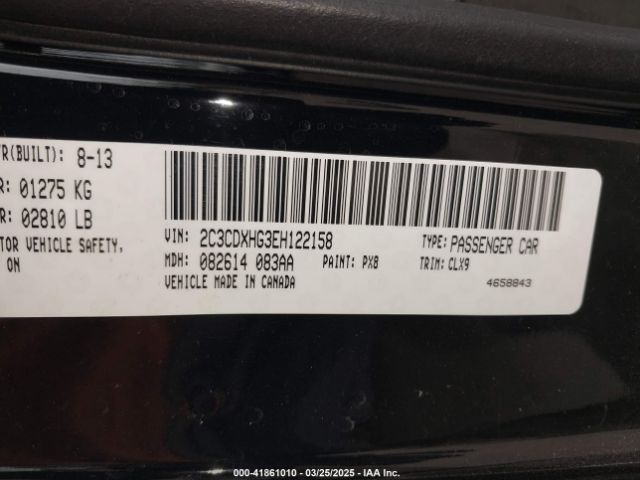 R(BUILT): 8-13
R: 01275 KG
R: 02810 LB
TOR VEHICLE SAFETY,
ON
VIN: 2C3CDXHG3EH122158
TYPE: PASSENGER CAR
MDH: 082614 083AA
PAINT: PX8
TRIM: CLX9
VEHICLE MADE IN CANADA
4658843
000-41861010 • 03/25/2025 • IAA Inc.